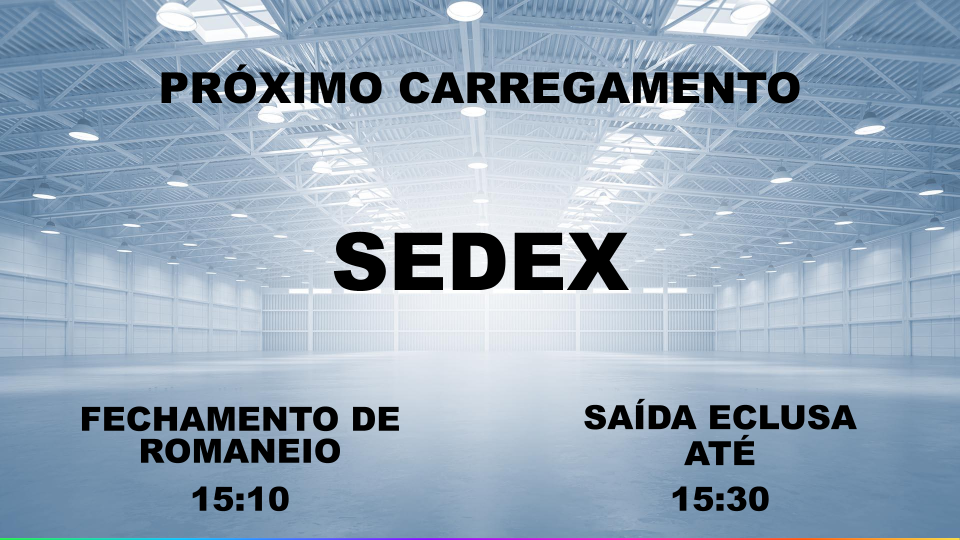 PRÓXIMO CARREGAMENTO
SEDEX
FECHAMENTO DE
ROMANEIO
15:10
SAÍDA ECLUSA
ATÉ
15:30